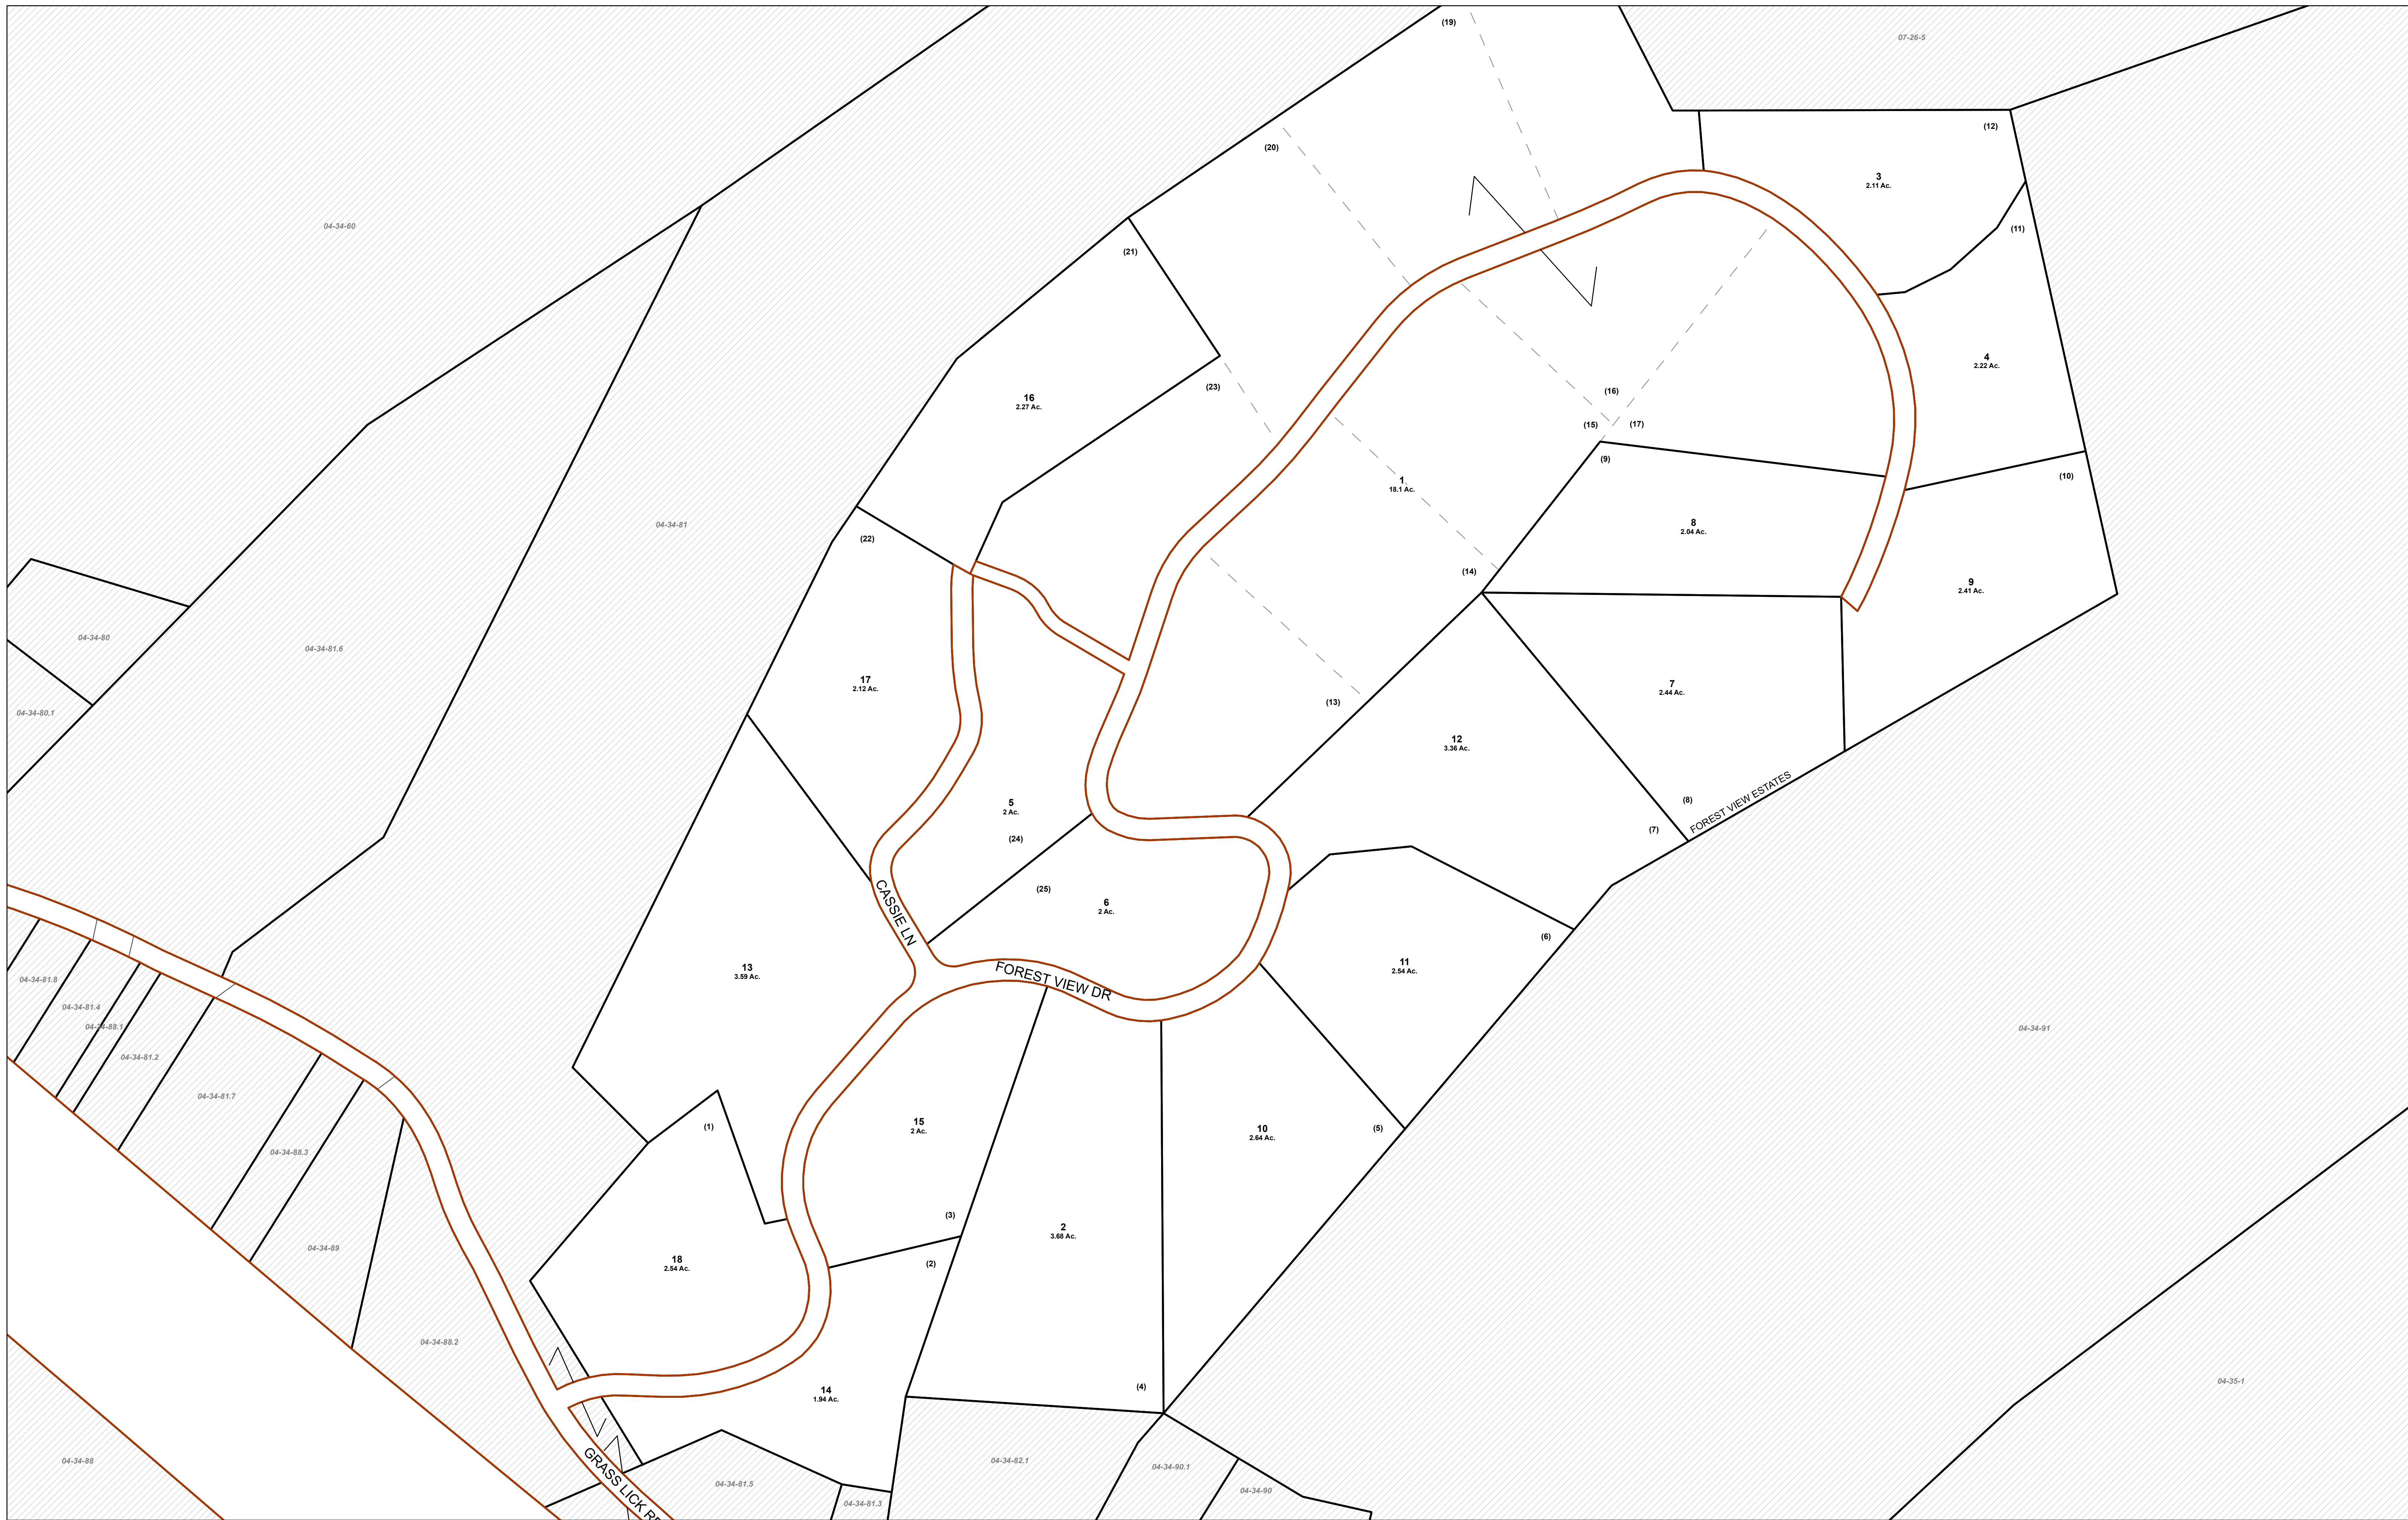 (19)
07-26-5
(12)
(20)
3
2.11 Ac.
04-34-60
(11)
(21)
4
2.22 Ac.
(23)
(16)
16
2.27 Ac.
(15)
(17)
(9)
(10)
1
18.1 Ac.
04-34-81
8
2.04 Ac.
(22)
(14)
9
2.41 Ac.
04-34-80
04-34-81.6
17
2.12 Ac.
7
2.44 Ac.
(13)
04-34-80.1
12
3.36 Ac.
5
2 Ac.
(8)
FOREST VIEW ESTATES
(7)
(24)
(25)
6
2 Ac.
CASSIE LN
(6)
11
2.54 Ac.
13
3.59 Ac.
FOREST VIEW DR
04-34-81.8
04-34-81.4
04-34-88.1
04-34-91
04-34-81.2
04-34-81.7
15
2 Ac.
(1)
10
2.64 Ac.
(5)
04-34-88.3
(3)
2
3.68 Ac.
04-34-89
18
2.54 Ac.
(2)
04-34-88.2
04-35-1
14
1.94 Ac.
(4)
04-34-88
04-34-82.1
04-34-90.1
04-34-81.5
04-34-90
04-34-81.3
GRASS LICK RD